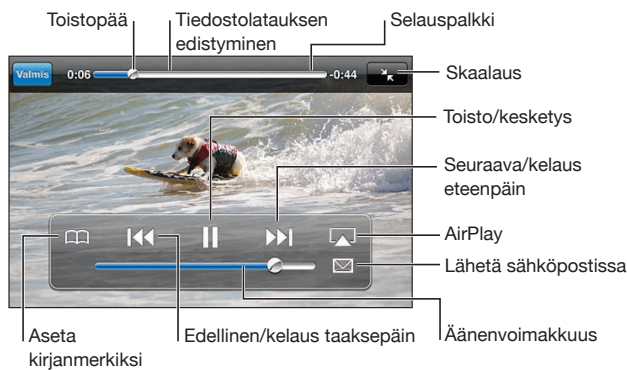 Toistopää
Tiedostolatauksen
edistyminen
Selauspalkki
Valmis
0:06
-0:44
Skaalaus
Toisto/kesketys
Seuraava/kelaus
eteenpäin
AirPlay
Lähetä sähköpostissa
Aseta
kirjanmerkiksi
Edellinen/kelaus taaksepäin
Äänenvoimakkuus